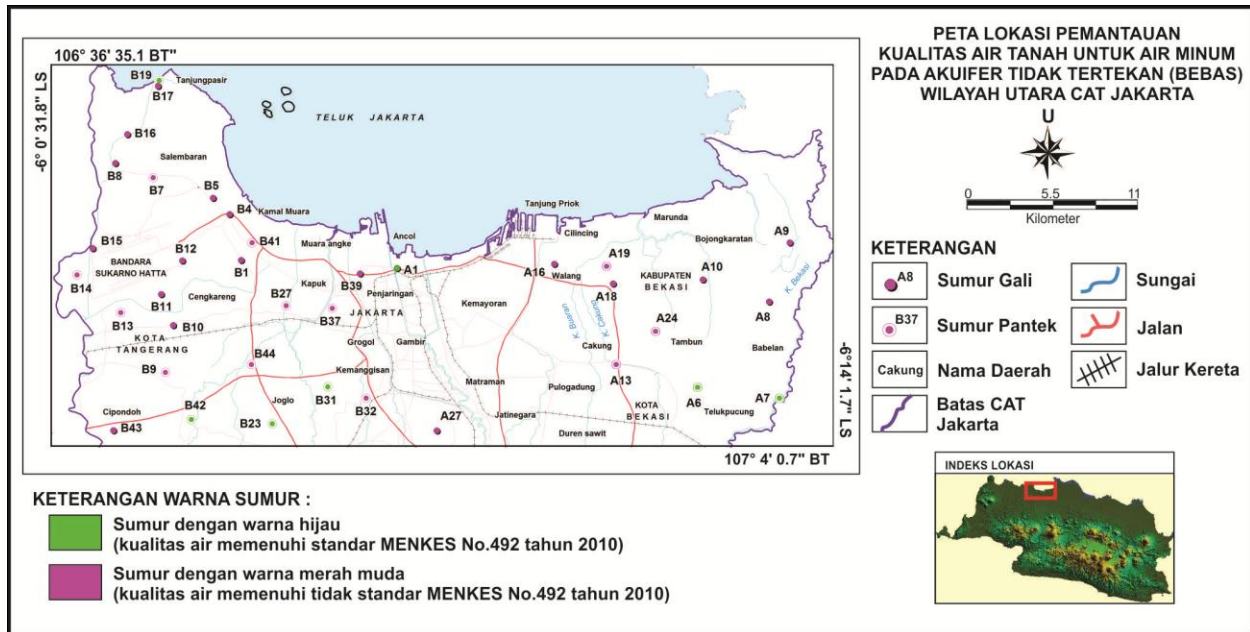 PETA LOKASI PEMANTAUAN
KUALITAS AIR TANAH UNTUK AIR MINUM
PADA AKUIFER TIDAK TERTEKAN (BEBAS)
WILAYAH UTARA CAT JAKARTA
U
0 5.5 11
Kilometer
106° 36' 35.1 BT"
-6° 0' 31.8" LS
B19
Tanjungpasir
B17
TELUK JAKARTA
B16
Salembaran
B8
B7
B5
B4
Kamal Muara
Tanjung Priok
Marunda
B15
B12
B41
Muara angke
Ancol
Cilincing
Bojongkaratan
A9
BANDARA
SUKARNO HATTA
B1
A1
A16
Walang
A19
KABUPATEN
BEKASI
A10
K. Bekasi
B14
B39
A18
Kapuk
Penjaringan
B11
Cengkareng
B27
Kemayoran
A8
B13
B37
JAKARTA
K. Buaran
K. Cakung
A24
B10
KOTA
TANGERANG
Grogol
Gambir
Cakung
Tambun
Babelan
B44
Kemanggisan
B9
A13
Matraman
Pulogadung
-6° 14' 1.7" LS
B31
A6
A7
Cipondoh
B42
Joglo
B32
Jatinegara
KOTA
BEKASI
Telukpucung
B43
B23
A27
Duren sawit
107° 4' 0.7" BT
KETERANGAN
A8 Sumur Gali
Sungai
B37 Sumur Pantek
Jalan
Cakung Nama Daerah
Jalur Kereta
Batas CAT
Jakarta
INDEKS LOKASI
KETERANGAN WARNA SUMUR :
Sumur dengan warna hijau
(kualitas air memenuhi standar MENKES No.492 tahun 2010)
Sumur dengan warna merah muda
(kualitas air memenuhi tidak standar MENKES No.492 tahun 2010)